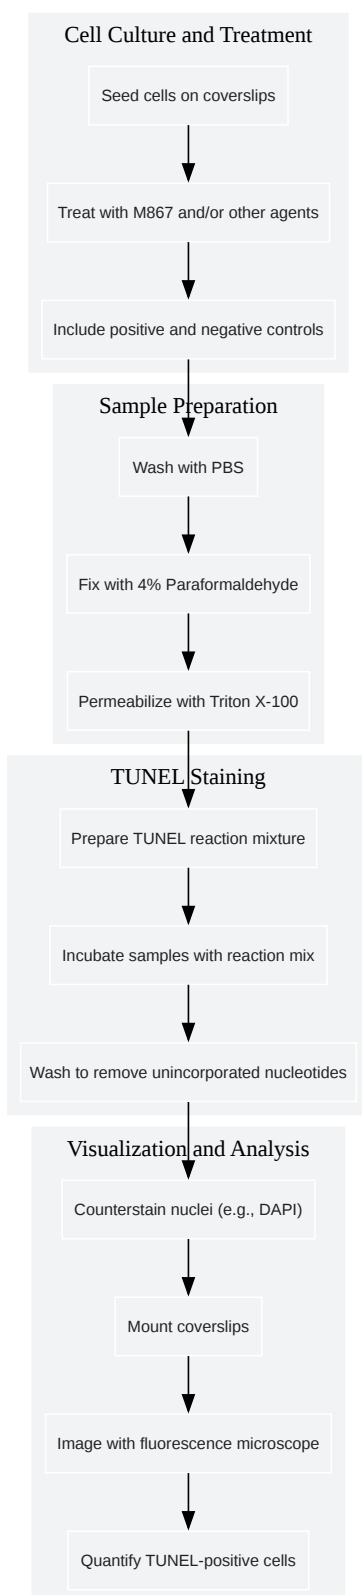 Cell Culture and Treatment
Seed cells on coverslips
Treat with M867 and/or other agents
Include positive and negative controls
Sample Preparation
Wash with PBS
Fix with 4% Paraformaldehyde
Permeabilize with Triton X-100
TUNEL Staining
Prepare TUNEL reaction mixture
Incubate samples with reaction mix
Wash to remove unincorporated nucleotides
Visualization and Analysis
Counterstain nuclei (e.g., DAPI)
Mount coverslips
Image with fluorescence microscope
Quantify TUNEL-positive cells